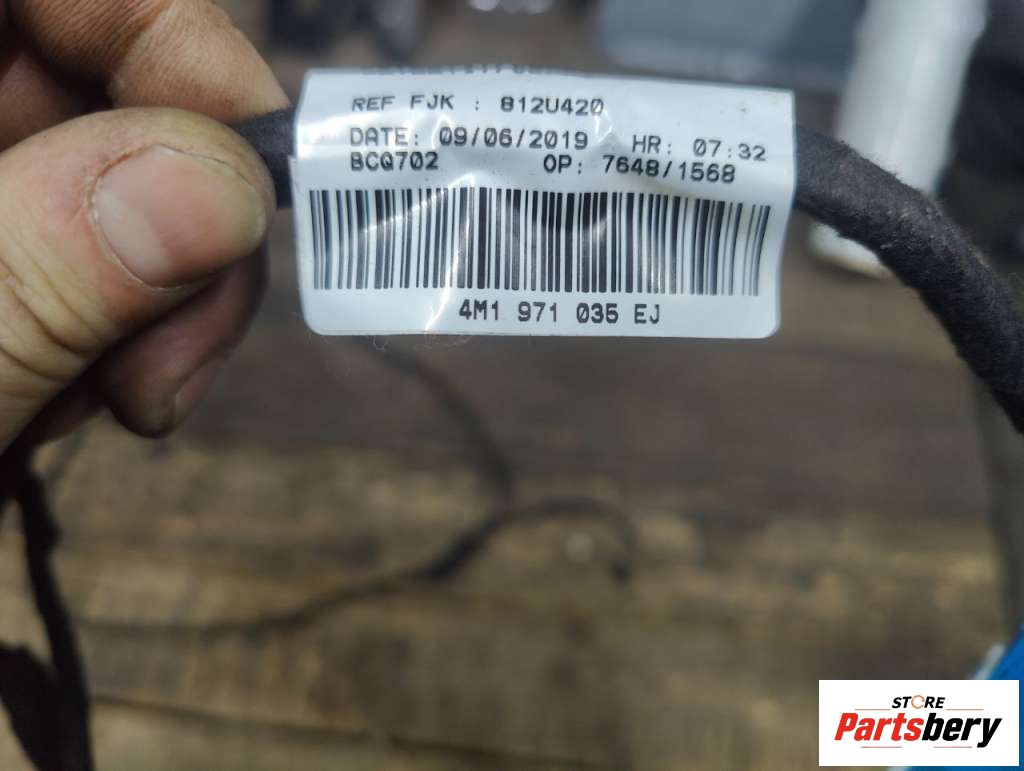 REF FJK : 812U420
DATE: 09/06/2019 HR: 07:32
BCQ702 OP: 7648/1568
4M1 971 035 EJ
STORE
Partsbery